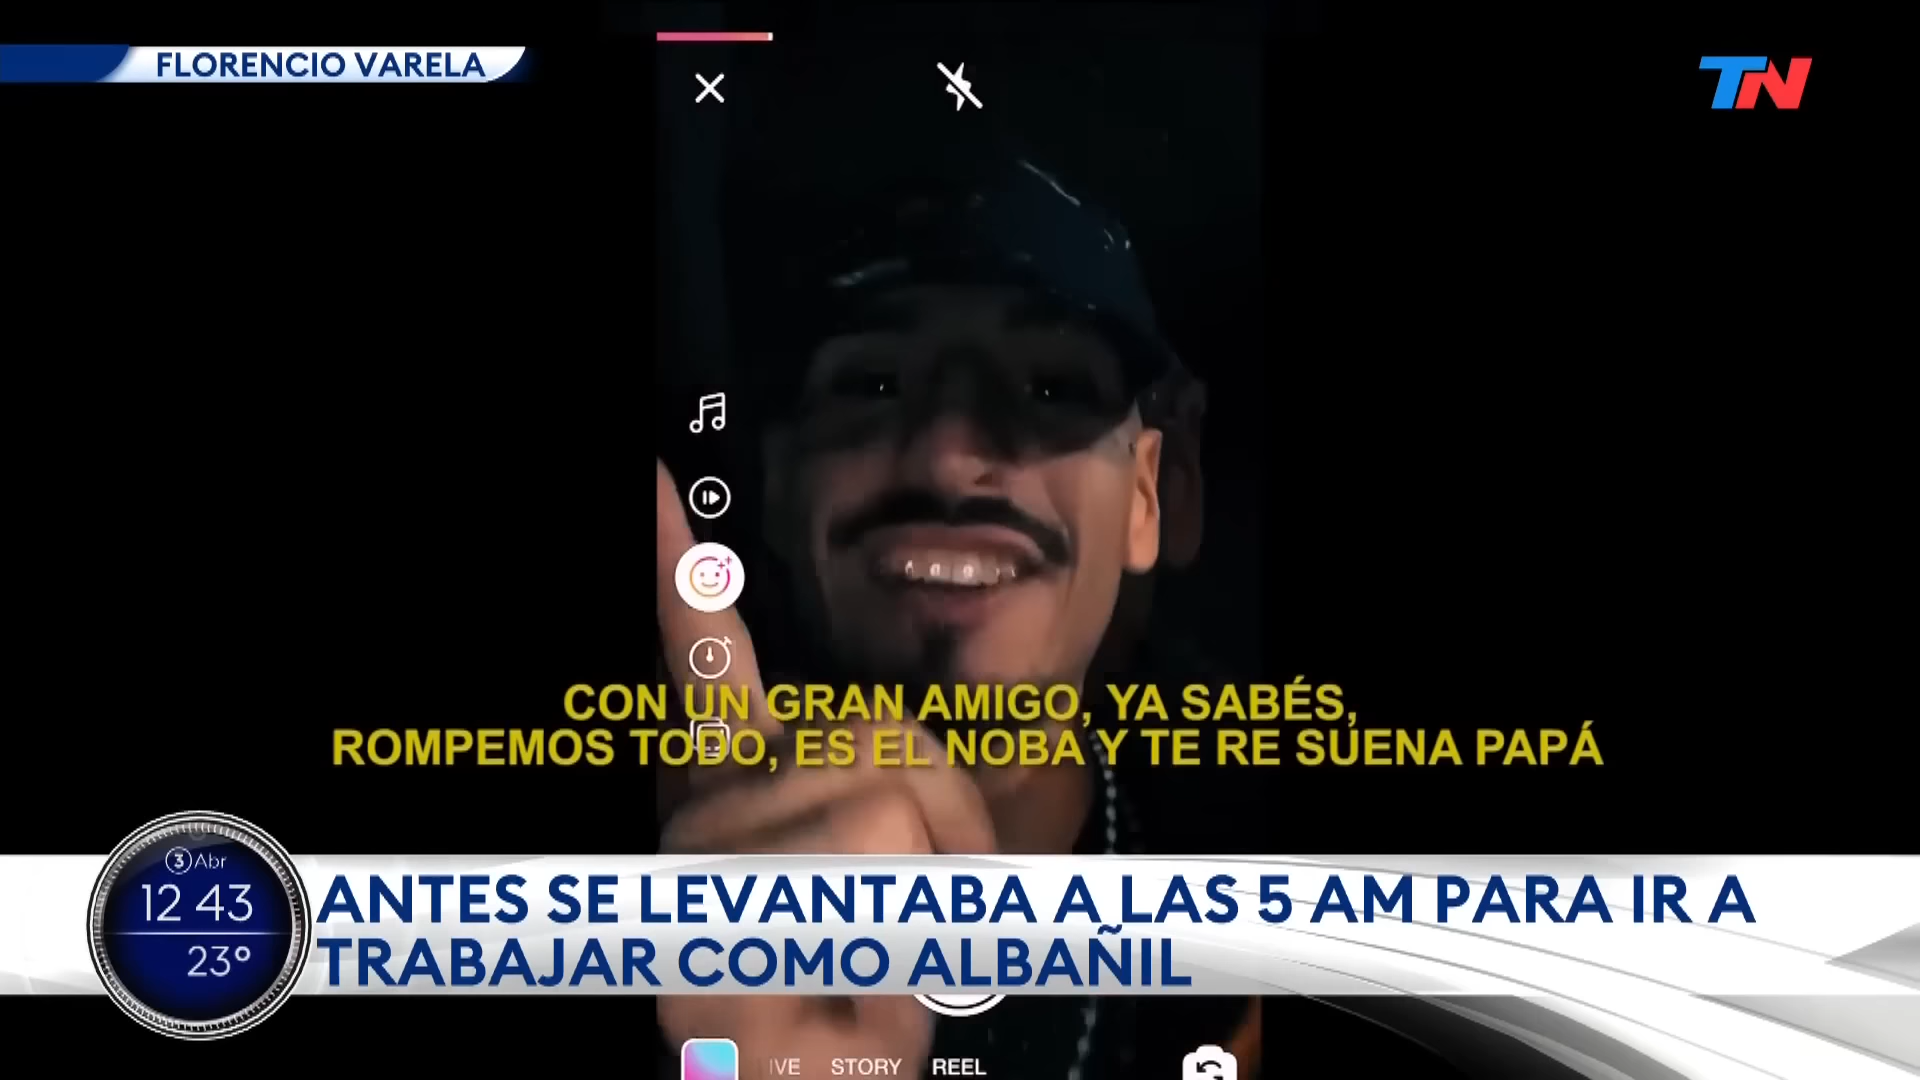 FLORENCIO VARELA
TN
CON UN GRAN AMIGO, YA SABÉS,
ROMPEMOS TODO, ES EL NOBA Y TE RE SUENA PAPÁ
3 Abr
12 43
23°
ANTES SE LEVANTABA A LAS 5 AM PARA IR A
TRABAJAR COMO ALBAÑIL
STORY REEL